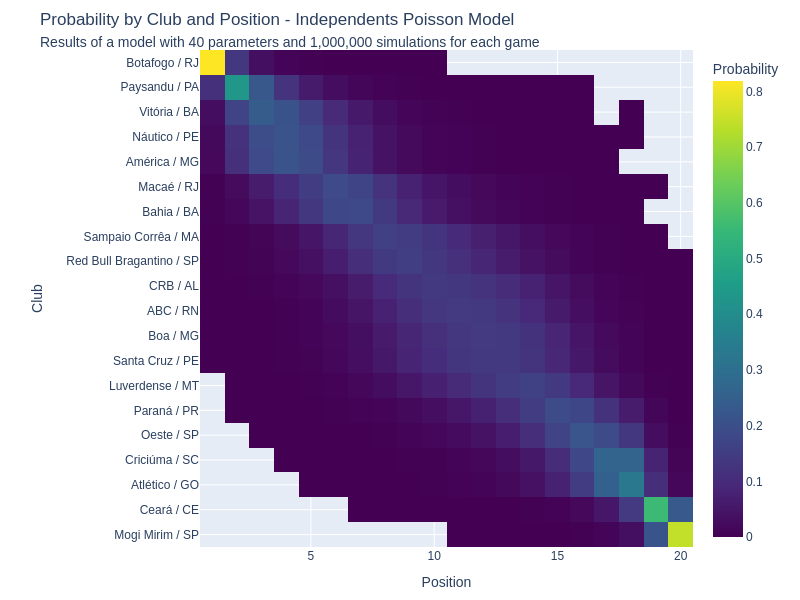 Probability by Club and Position - Independents Poisson Model
Results of a model with 40 parameters and 1,000,000 simulations for each game
Probability
Botafogo / RJ
Paysandu / PA
Vitória / BA
Náutico / PE
América / MG
Macaé / RJ
Bahia / BA
Sampaio Corrêa / MA
Red Bull Bragantino / SP
CRB / AL
ABC / RN
Boa / MG
Santa Cruz / PE
Luverdense / MT
Paraná / PR
Oeste / SP
Criciúma / SC
Atlético / GO
Ceará / CE
Mogi Mirim / SP
Club
5
10
15
20
Position
0.8
0.7
0.6
0.5
0.4
0.3
0.2
0.1
0